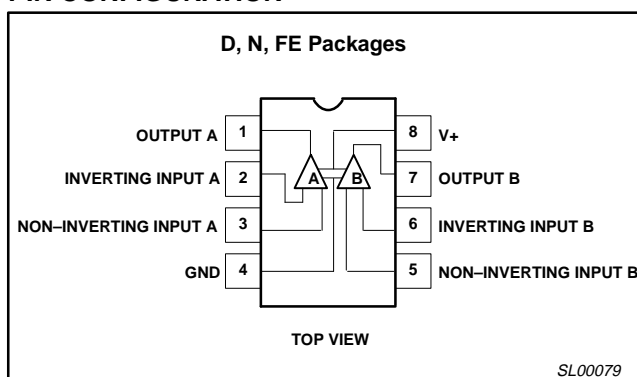 D, N, FE Packages
OUTPUT A 1
8 V+
INVERTING INPUT A 2
A B
7 OUTPUT B
NON–INVERTING INPUT A 3
6 INVERTING INPUT B
GND 4
5 NON–INVERTING INPUT B
TOP VIEW
SL00079